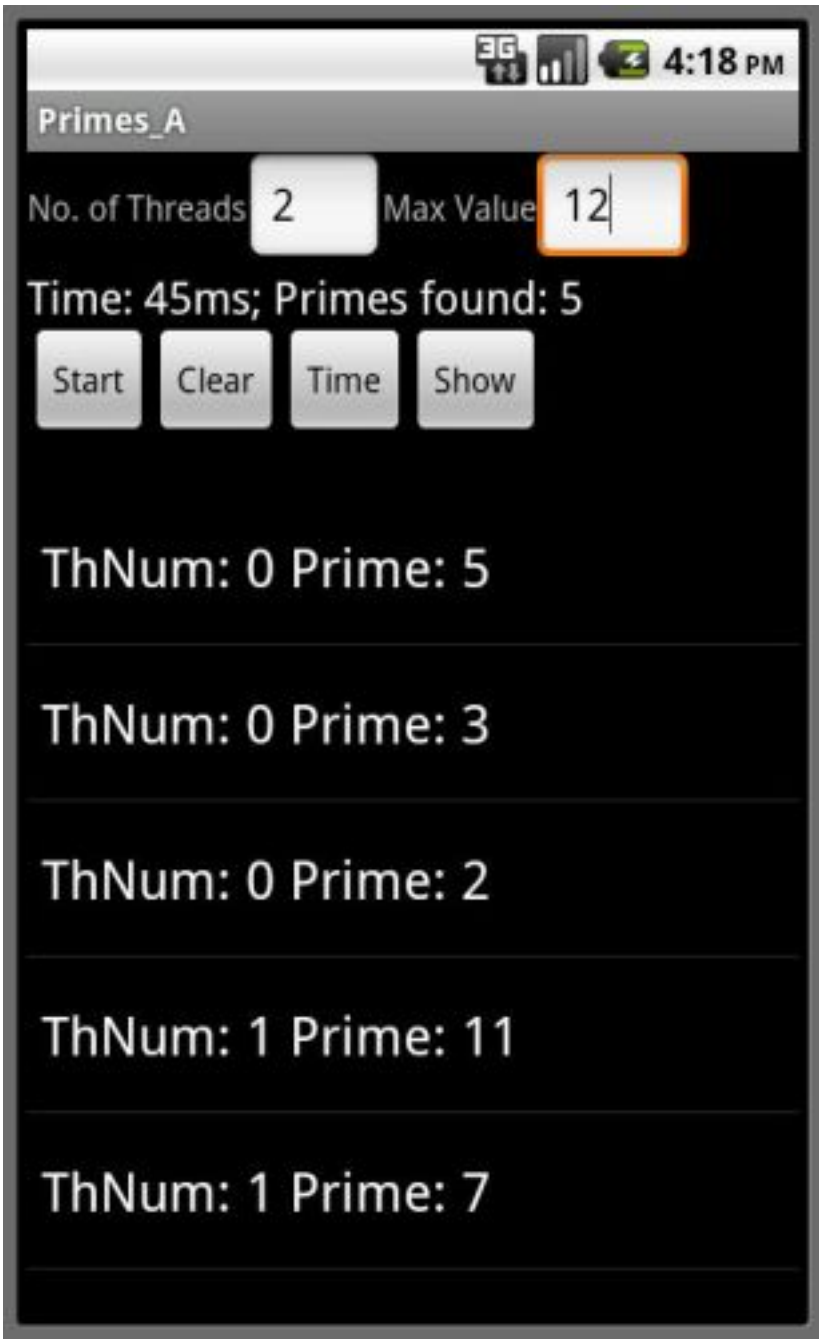 3G 4:18 PM
Primes_A
No. of Threads 2 Max Value 12
Time: 45ms; Primes found: 5
Start Clear Time Show
ThNum: 0 Prime: 5
ThNum: 0 Prime: 3
ThNum: 0 Prime: 2
ThNum: 1 Prime: 11
ThNum: 1 Prime: 7